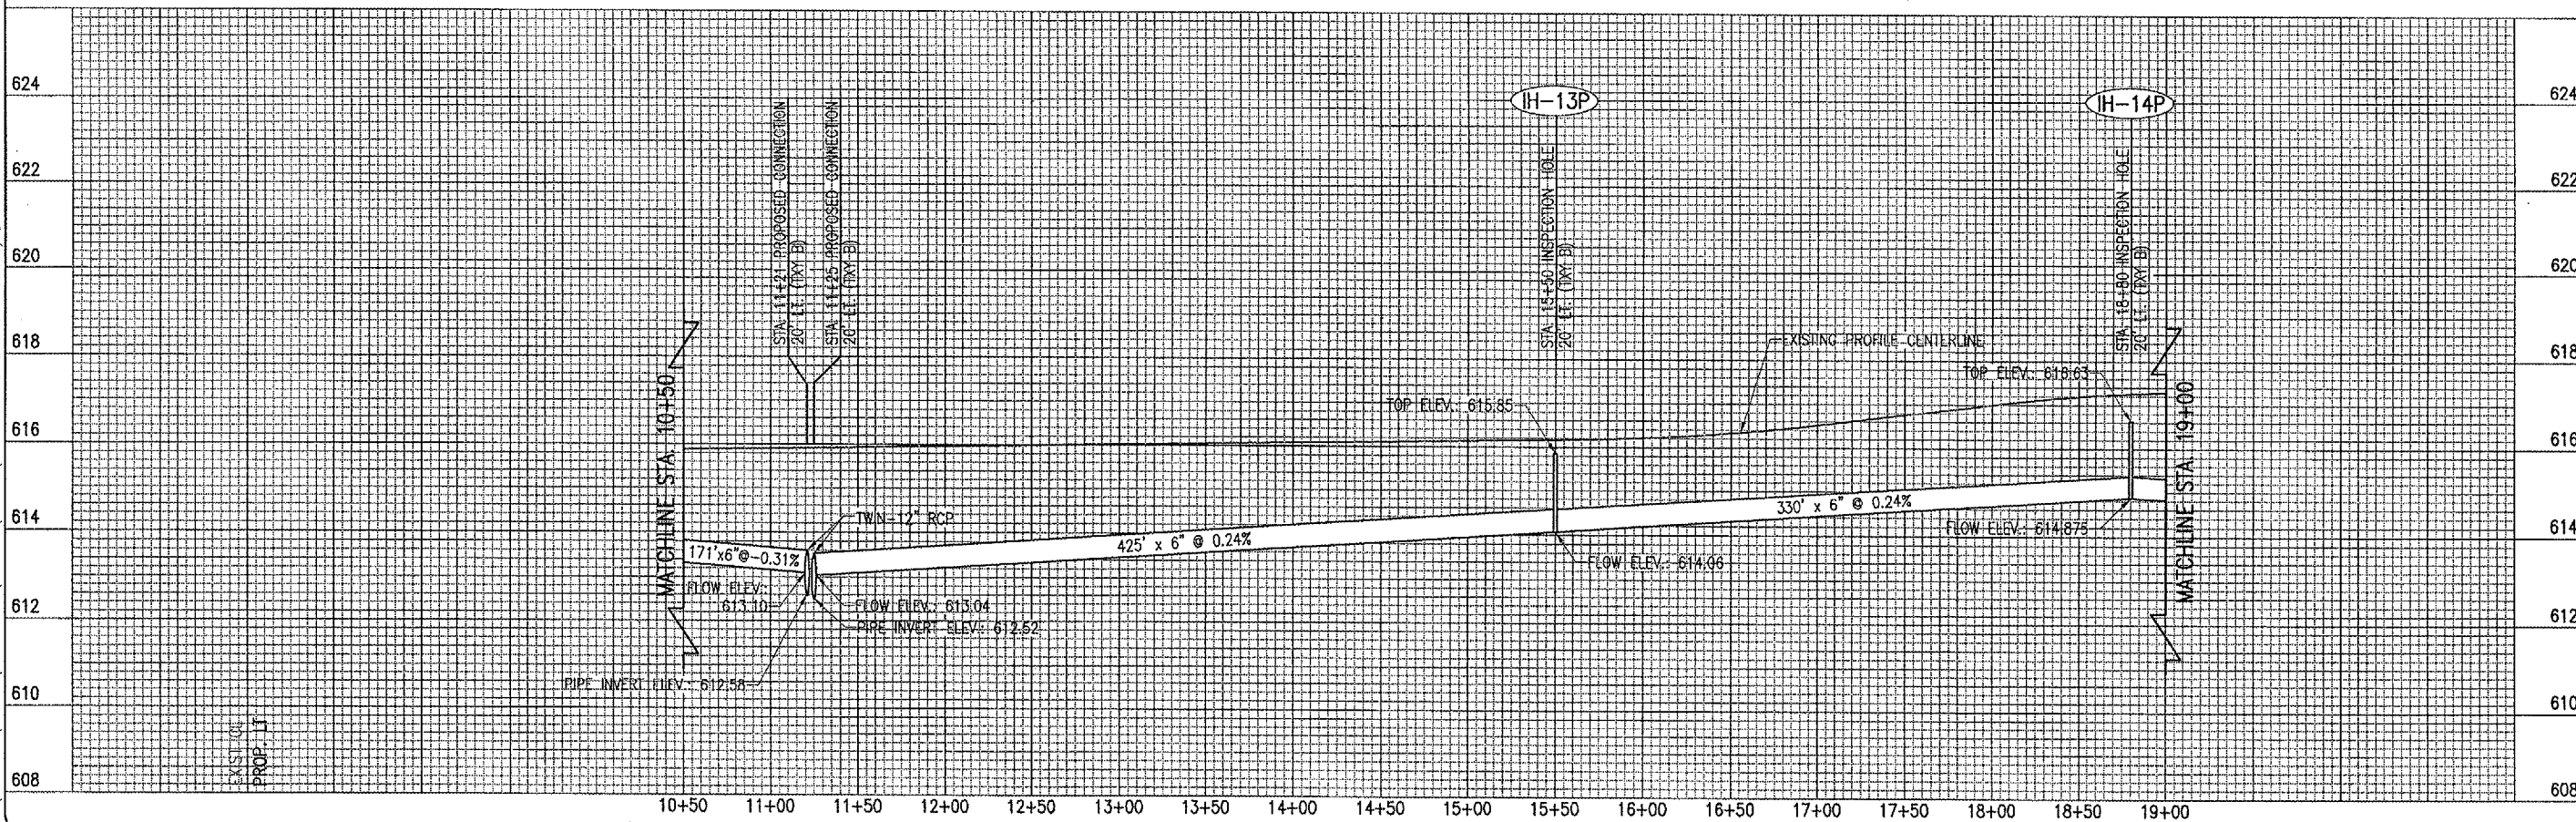 624
622
620
618
616
614
612
610
608
624
622
620
618
616
614
612
610
608
MATCHLINE STA. 10+50
STA. 11+21 PROPOSED CONNECTION
20' LT. (TXY B)
STA. 11+25 PROPOSED CONNECTION
20' LT. (TXY B)
IH-13P
STA. 15+50 INSPECTION HOLE
20' LT. (TXY B)
IH-14P
STA. 18+80 INSPECTION HOLE
20' LT. (TXY B)
EXISTING PROFILE CENTERLINE
TOP ELEV.: 615.85
TOP ELEV.: 616.63
MATCHLINE STA. 19+00
TWIN-12" RCP
171'x6"@-0.31%
425' x 6" @ 0.24%
330' x 6" @ 0.24%
FLOW ELEV.:
613.10
FLOW ELEV.: 613.04
PIPE INVERT ELEV.: 612.52
PIPE INVERT ELEV.: 612.58
FLOW ELEV.: 614.06
FLOW ELEV.: 614.875
EXIST CL
PROP. LT
10+50 11+00 11+50 12+00 12+50 13+00 13+50 14+00 14+50 15+00 15+50 16+00 16+50 17+00 17+50 18+00 18+50 19+00